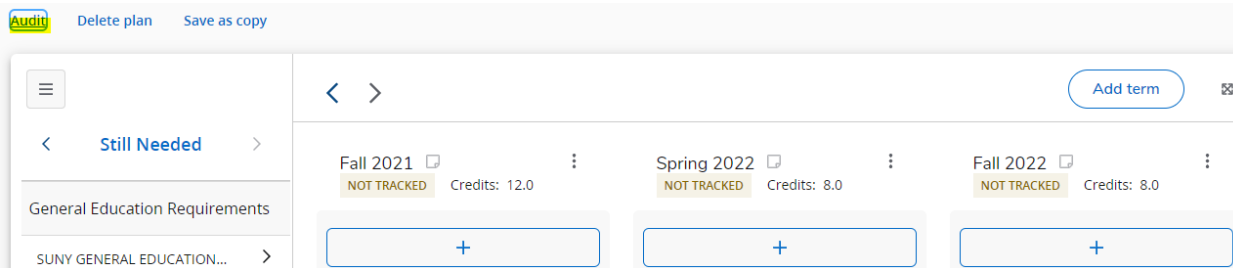 Audit Delete plan Save as copy
Add term
Still Needed
Fall 2021 Spring 2022 Fall 2022
NOT TRACKED Credits: 12.0 NOT TRACKED Credits: 8.0 NOT TRACKED Credits: 8.0
General Education Requirements
+ + +
SUNY GENERAL EDUCATION...